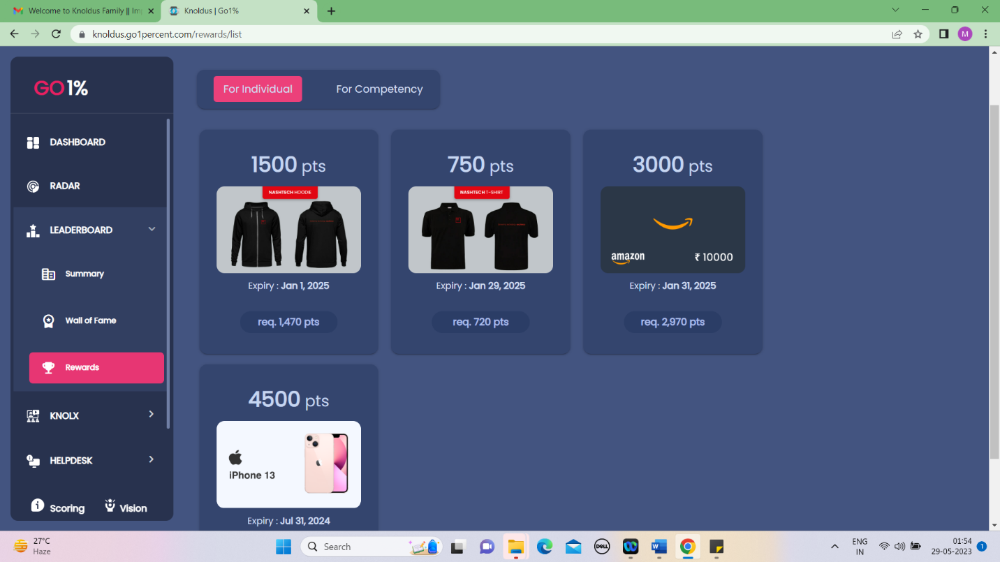 Welcome to Knoldus Family || Im
Knoldus | Go1%
knoldus.go1percent.com/rewards/list
M
GO1%
DASHBOARD
RADAR
LEADERBOARD
Summary
Wall of Fame
Rewards
KNOLX
HELPDESK
Scoring
Vision
For Individual
For Competency
1500 pts
NASHTECH HOODIE
Expiry : Jan 1, 2025
req. 1,470 pts
750 pts
NASHTECH T-SHIRT
Expiry : Jan 29, 2025
req. 720 pts
3000 pts
amazon
₹ 10000
Expiry : Jan 31, 2025
req. 2,970 pts
4500 pts
iPhone 13
Expiry : Jul 31, 2024
27°C
Haze
Search
DELL
W
ENG
IN
01:54
29-05-2023
1